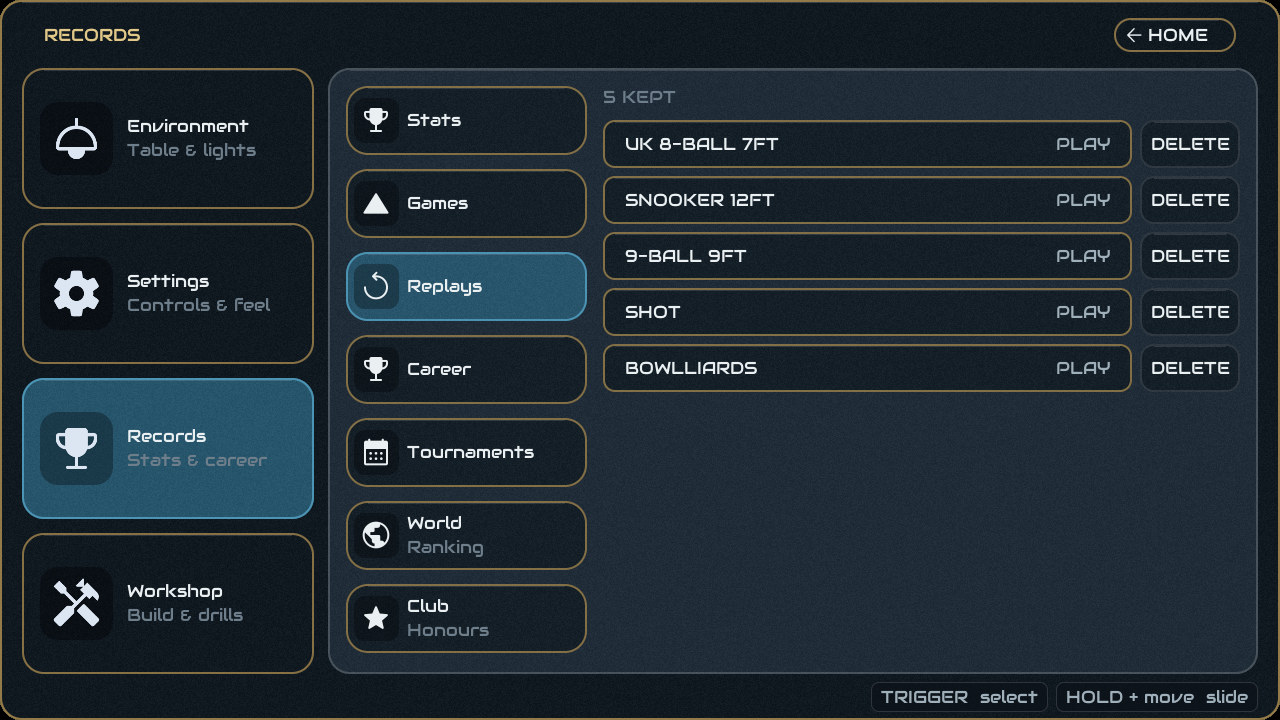 RECORDS
← HOME
Environment
Table & lights
Settings
Controls & feel
Records
Stats & career
Workshop
Build & drills
Stats
Games
Replays
Career
Tournaments
World
Ranking
Club
Honours
5 KEPT
UK 8-BALL 7FT PLAY DELETE
SNOOKER 12FT PLAY DELETE
9-BALL 9FT PLAY DELETE
SHOT PLAY DELETE
BOWLLIARDS PLAY DELETE
TRIGGER select HOLD + move slide